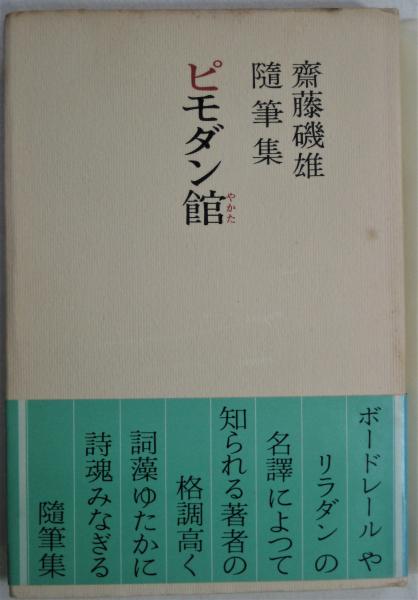 齋藤磯雄
隨筆集
ピモダン館
やかた
ボードレールや
リラダンの
名譯によつて
知られる著者の
格調高く
詞藻ゆたかに
詩魂みなぎる
隨筆集